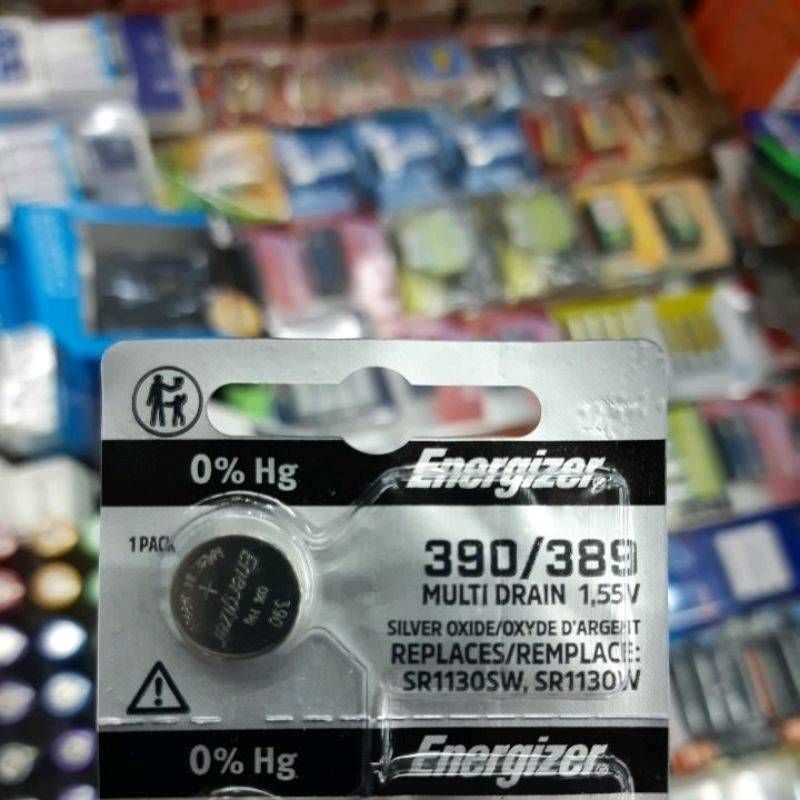 0% Hg Energizer
1 PACK
390/389
MULTI DRAIN 1,55V
SILVER OXIDE/OXYDE D'ARGENT
REPLACES/REMPLACE:
SR1130SW, SR1130W
Energizer
390
+
0% Hg Energizer